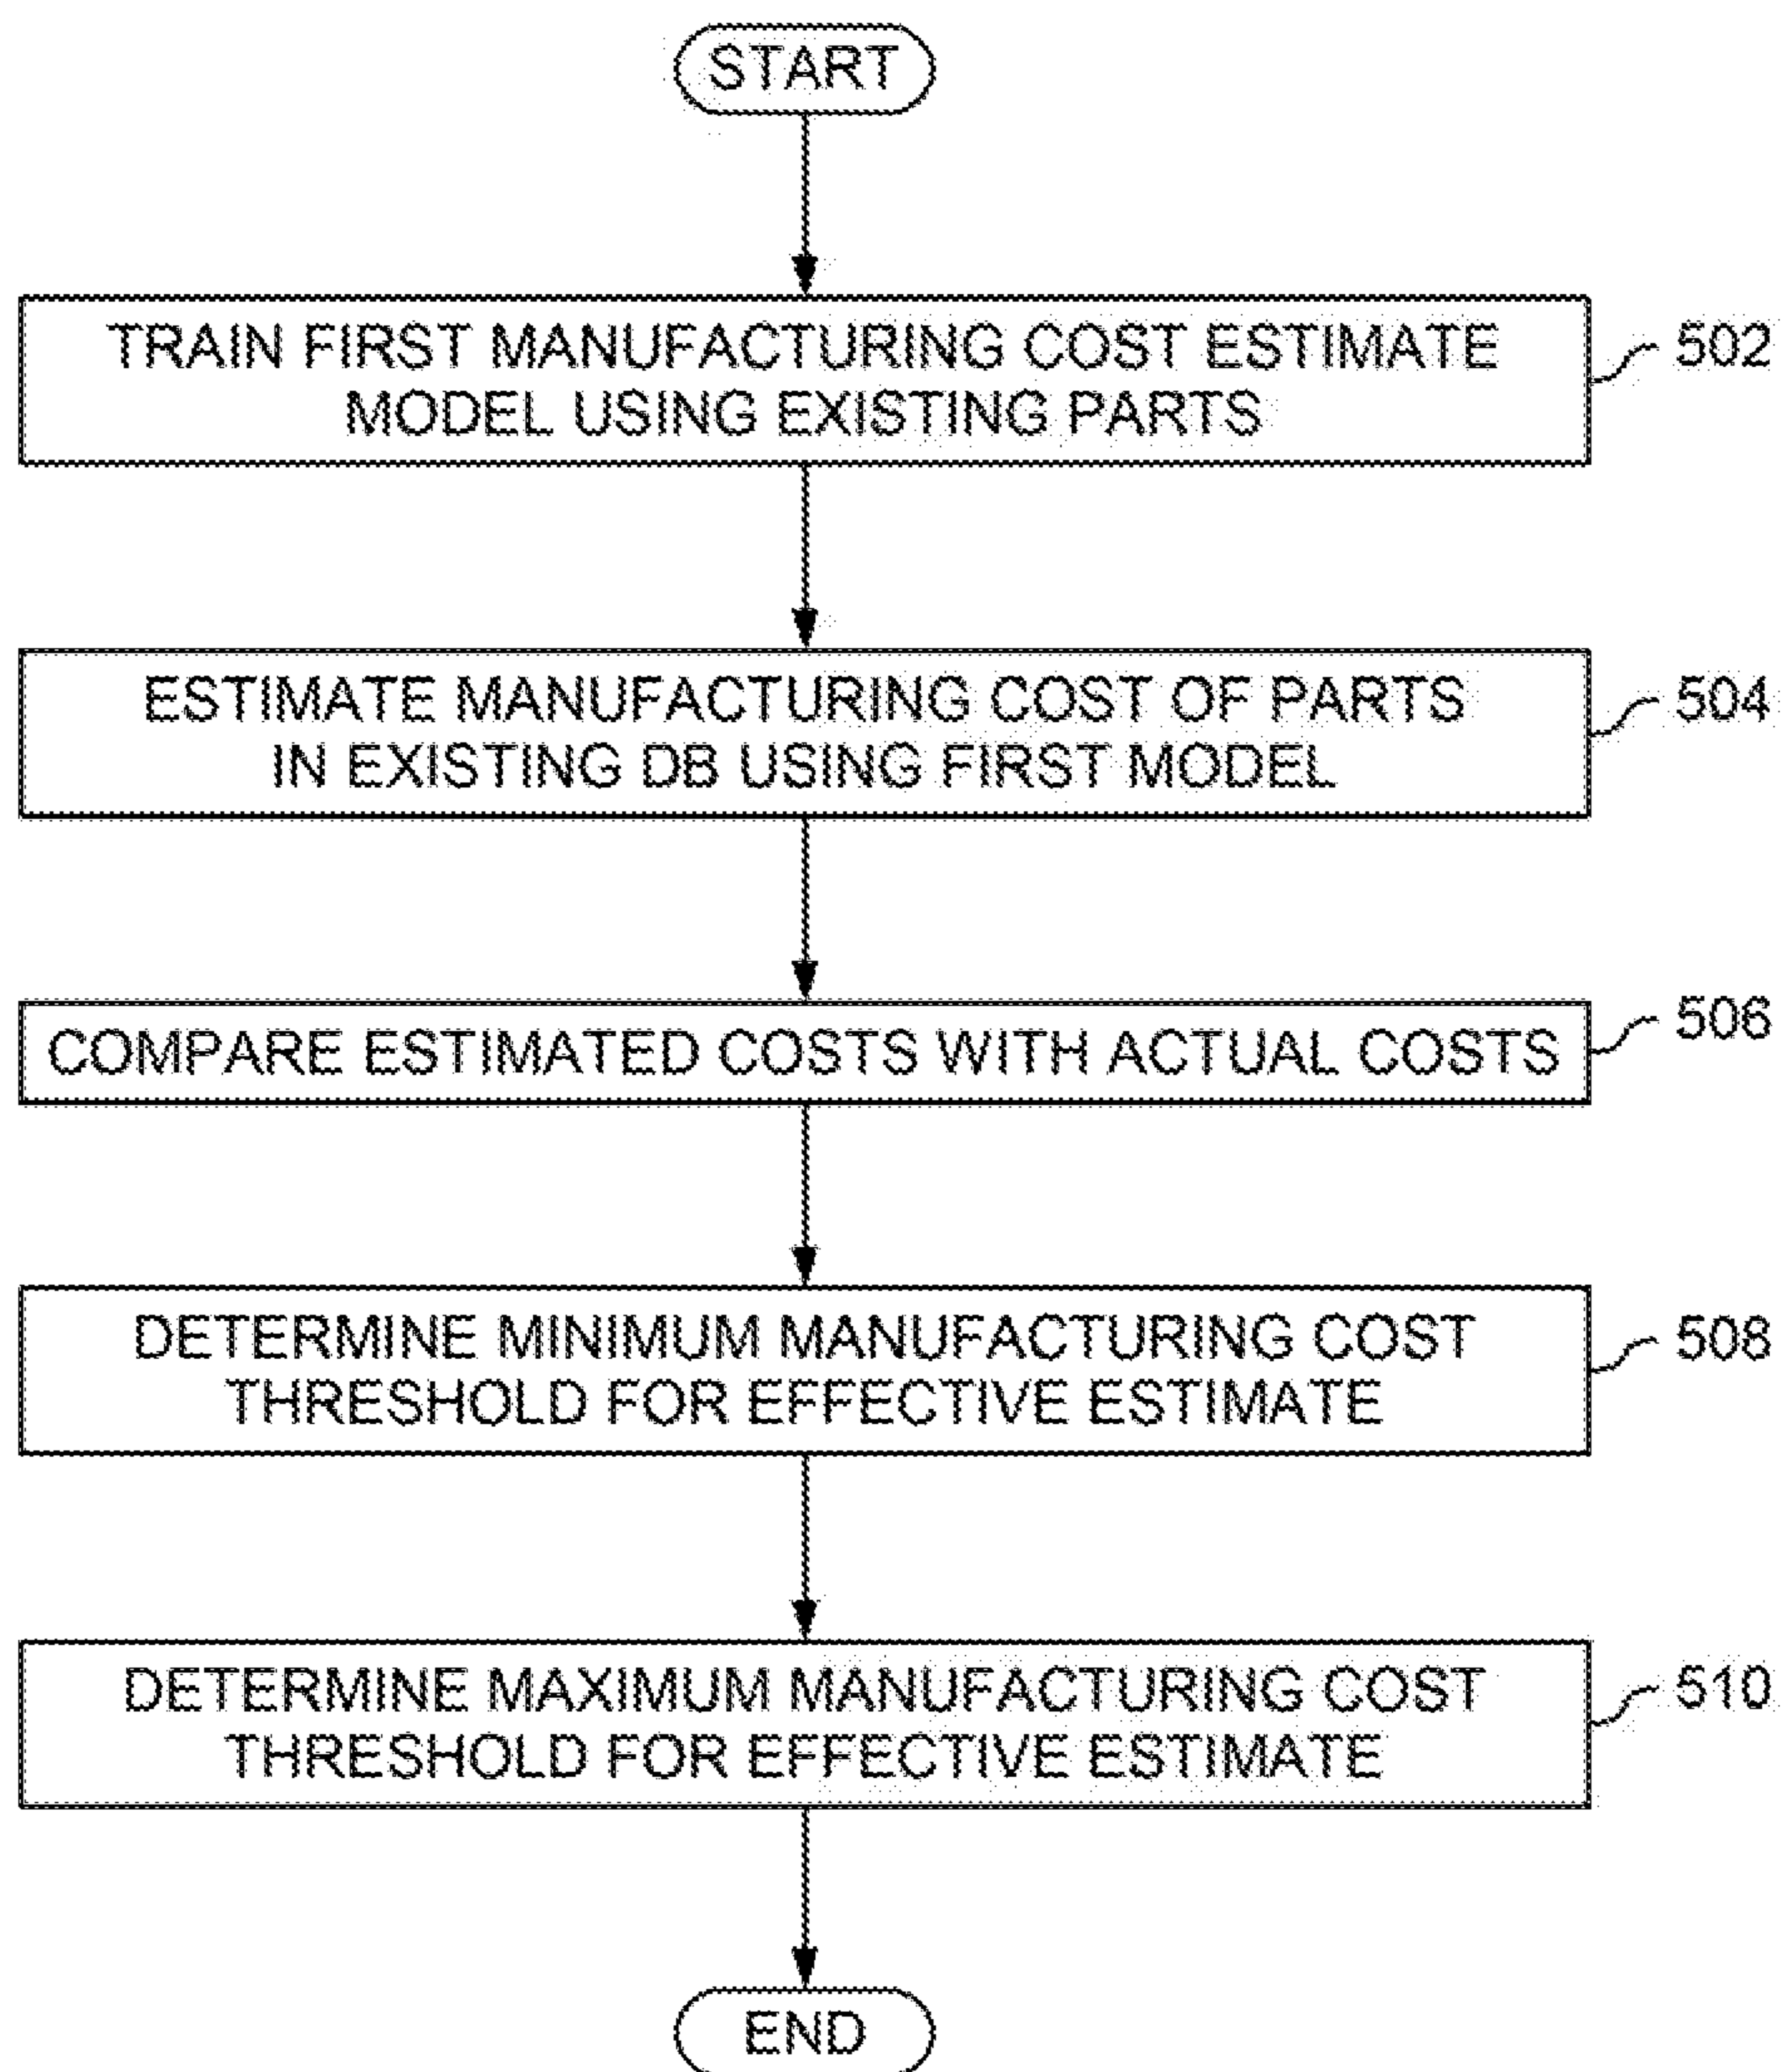 START
TRAIN FIRST MANUFACTURING COST ESTIMATE
MODEL USING EXISTING PARTS
502
ESTIMATE MANUFACTURING COST OF PARTS
IN EXISTING DB USING FIRST MODEL
504
COMPARE ESTIMATED COSTS WITH ACTUAL COSTS
506
DETERMINE MINIMUM MANUFACTURING COST
THRESHOLD FOR EFFECTIVE ESTIMATE
508
DETERMINE MAXIMUM MANUFACTURING COST
THRESHOLD FOR EFFECTIVE ESTIMATE
510
END